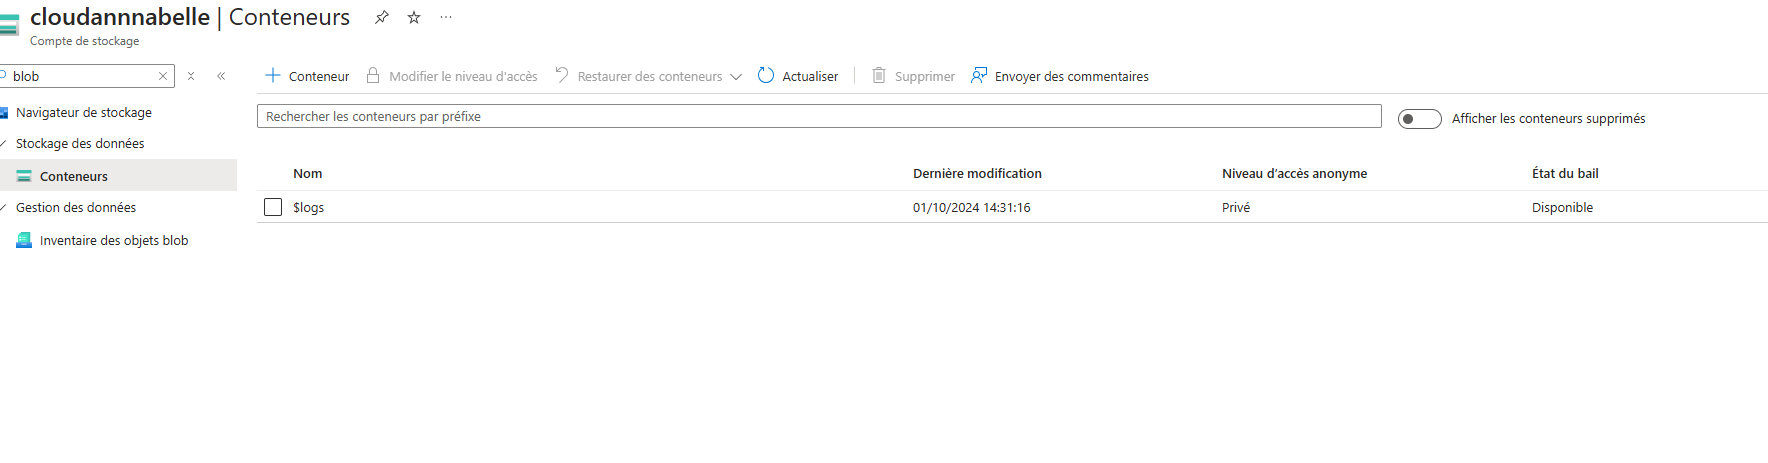 cloudannnabelle | Conteneurs
Compte de stockage
blob
Conteneur
Modifier le niveau d'accès
Restaurer des conteneurs
Actualiser
Supprimer
Envoyer des commentaires
Navigateur de stockage
Stockage des données
Conteneurs
Gestion des données
Inventaire des objets blob
Rechercher les conteneurs par préfixe
Afficher les conteneurs supprimés
Nom Dernière modification Niveau d'accès anonyme État du bail
$logs 01/10/2024 14:31:16 Privé Disponible